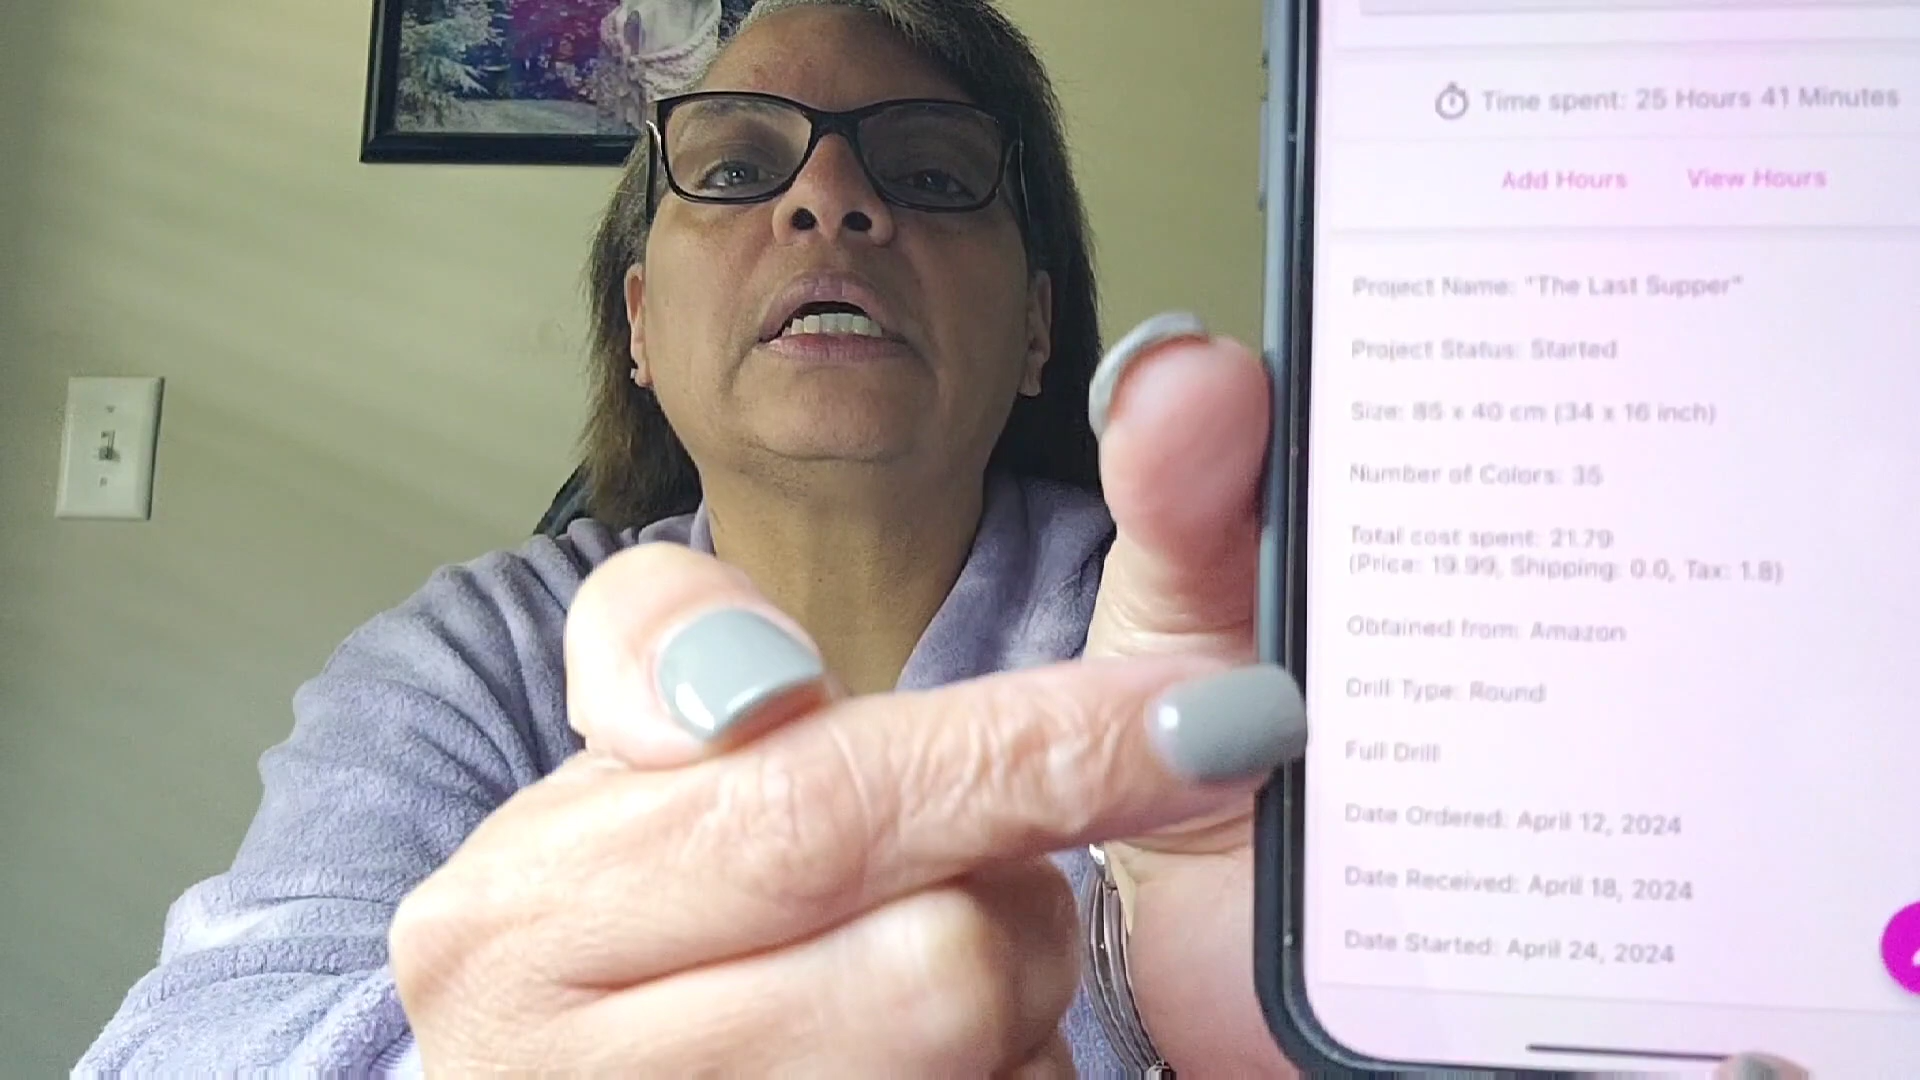 Time spent: 25 Hours 41 Minutes
Add Hours View Hours
Project Name: "The Last Supper"
Project Status: Started
Size: 85 x 40 cm (34 x 16 inch)
Number of Colors: 35
Total cost spent: 21.79
(Price: 19.99, Shipping: 0.0, Tax: 1.8)
Obtained from: Amazon
Drill Type: Round
Full Drill
Date Ordered: April 12, 2024
Date Received: April 18, 2024
Date Started: April 24, 2024